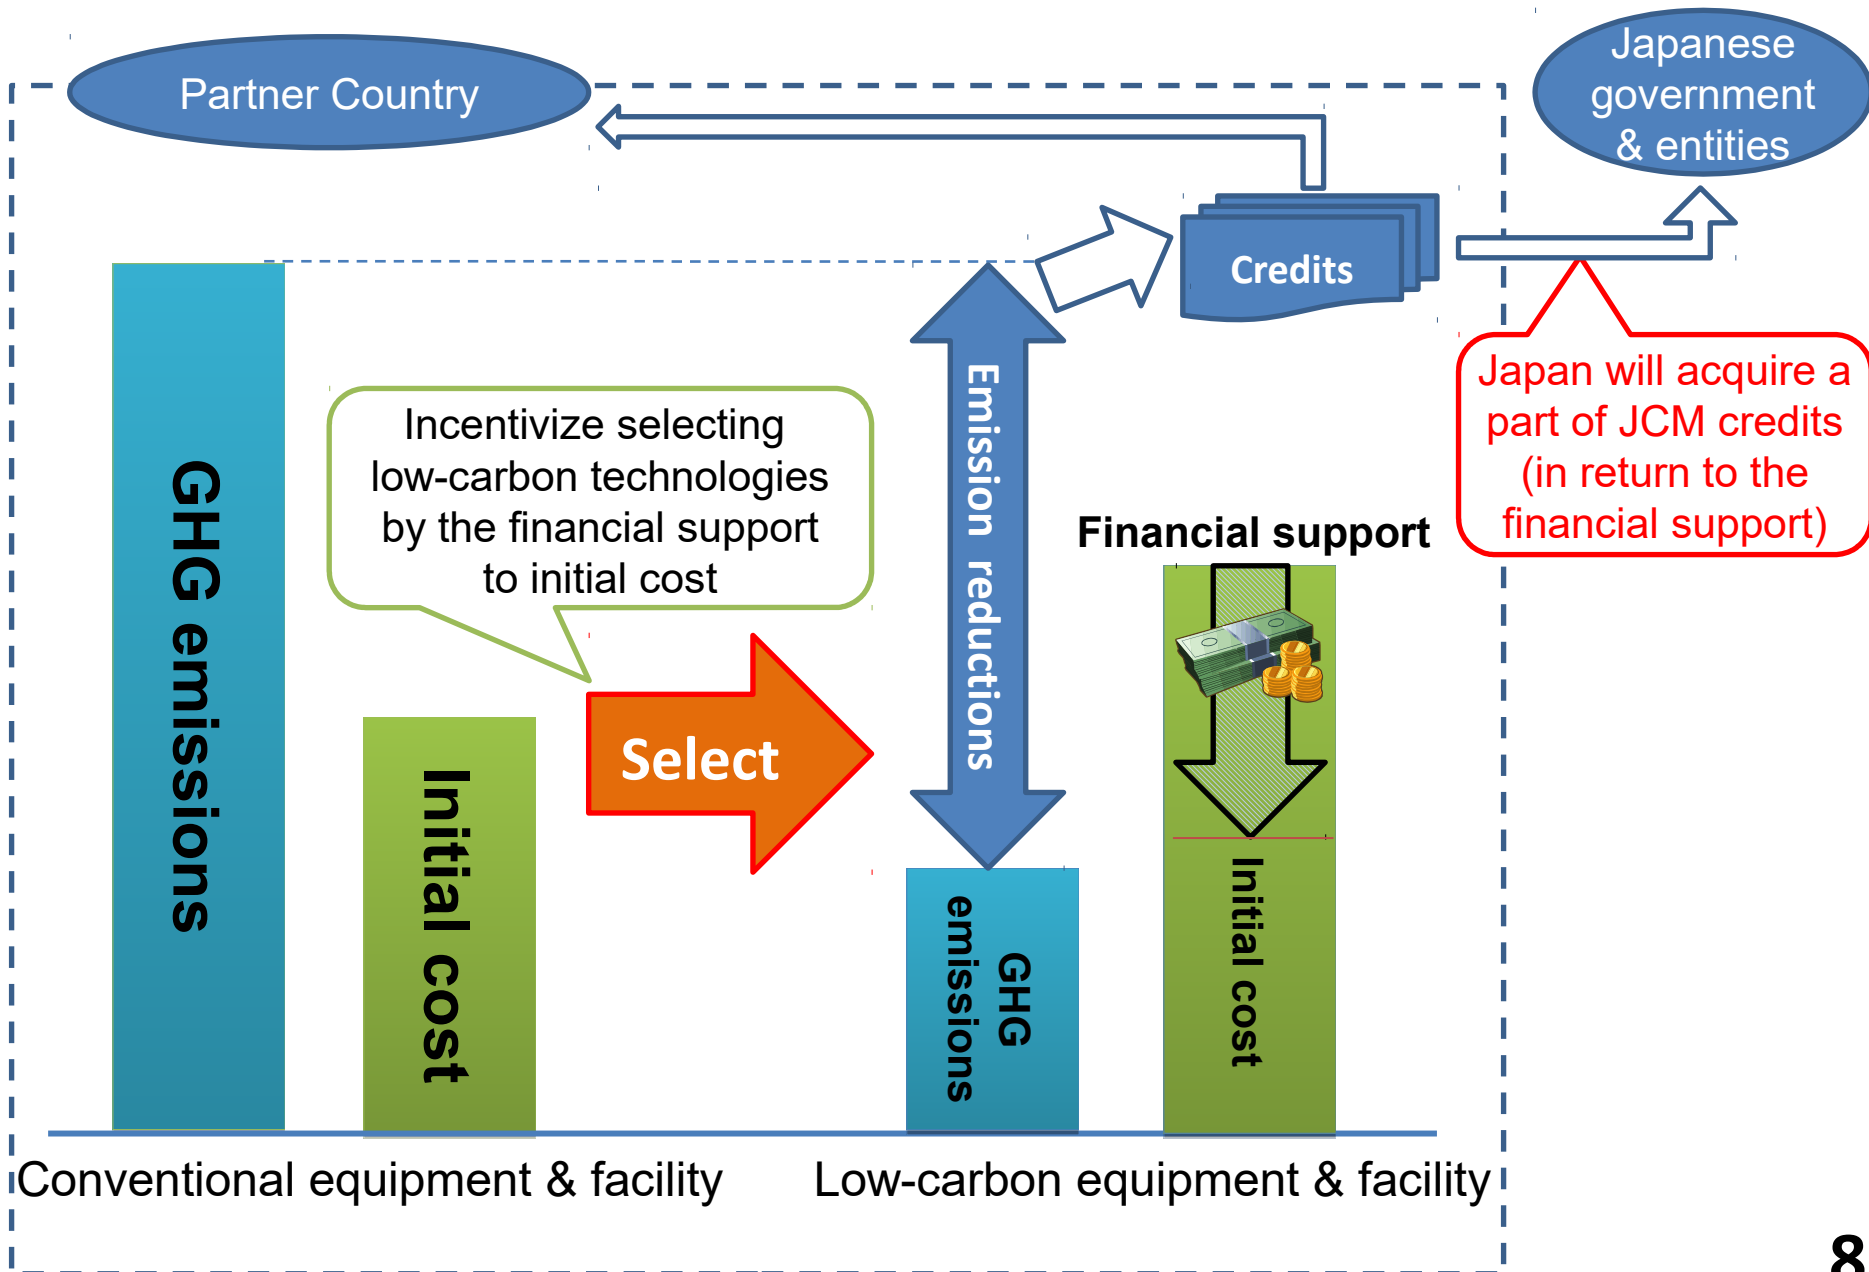 Partner Country
Japanese
government
& entities
Credits
Japan will acquire a
part of JCM credits
(in return to the
financial support)
Incentivize selecting
low-carbon technologies
by the financial support
to initial cost
GHG emissions
Initial cost
Select
Emission reductions
Financial support
GHG
emissions
Initial cost
Conventional equipment & facility
Low-carbon equipment & facility
8